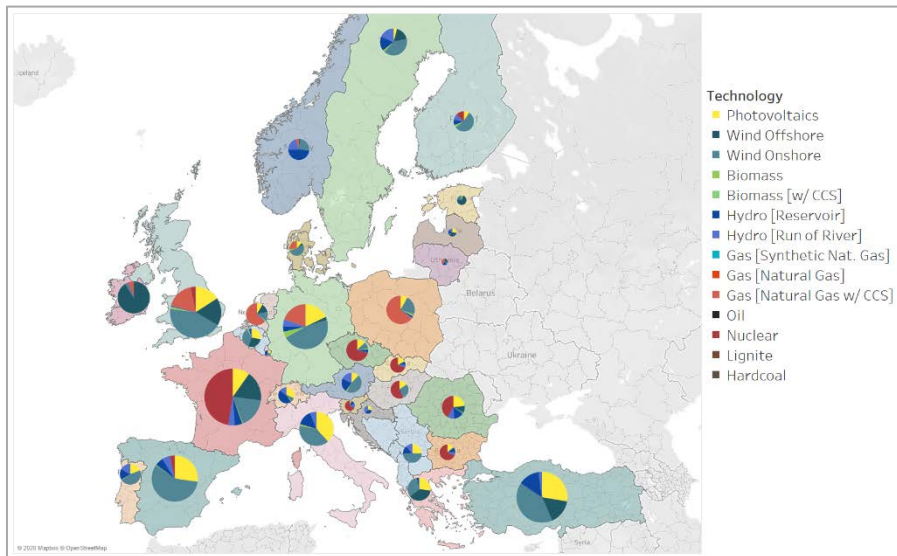 Iceland
Technology
Photovoltaics
Wind Offshore
Wind Onshore
Biomass
Biomass [w/ CCS]
Hydro [Reservoir]
Hydro [Run of River]
Gas [Synthetic Nat. Gas]
Gas [Natural Gas]
Gas [Natural Gas w/ CCS]
Oil
Nuclear
Lignite
Hardcoal
Belarus
Ukraine
Syria
© 2020 Mapbox © OpenStreetMap